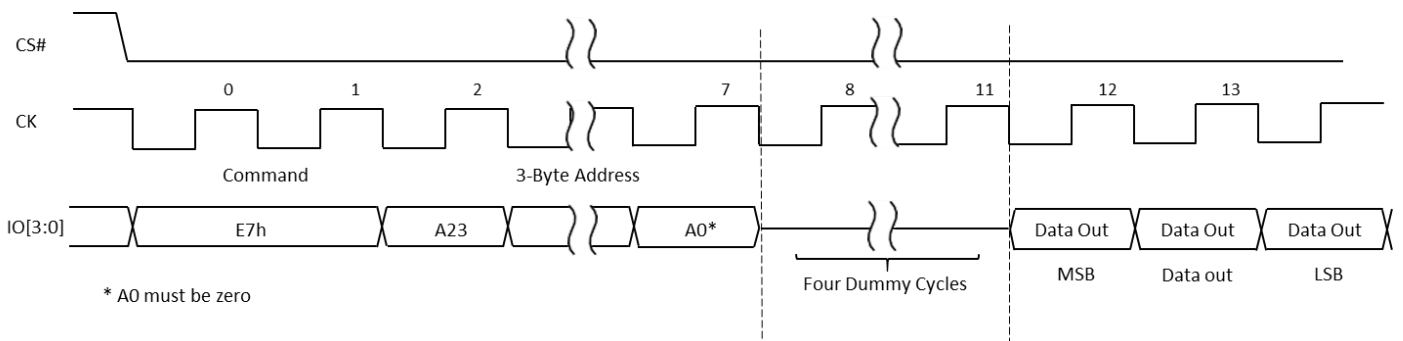 CS#
0 1 2 7 8 11 12 13
CK
Command 3-Byte Address
IO[3:0] E7h A23 A0* Data Out Data Out Data Out
Four Dummy Cycles MSB Data out LSB
* A0 must be zero